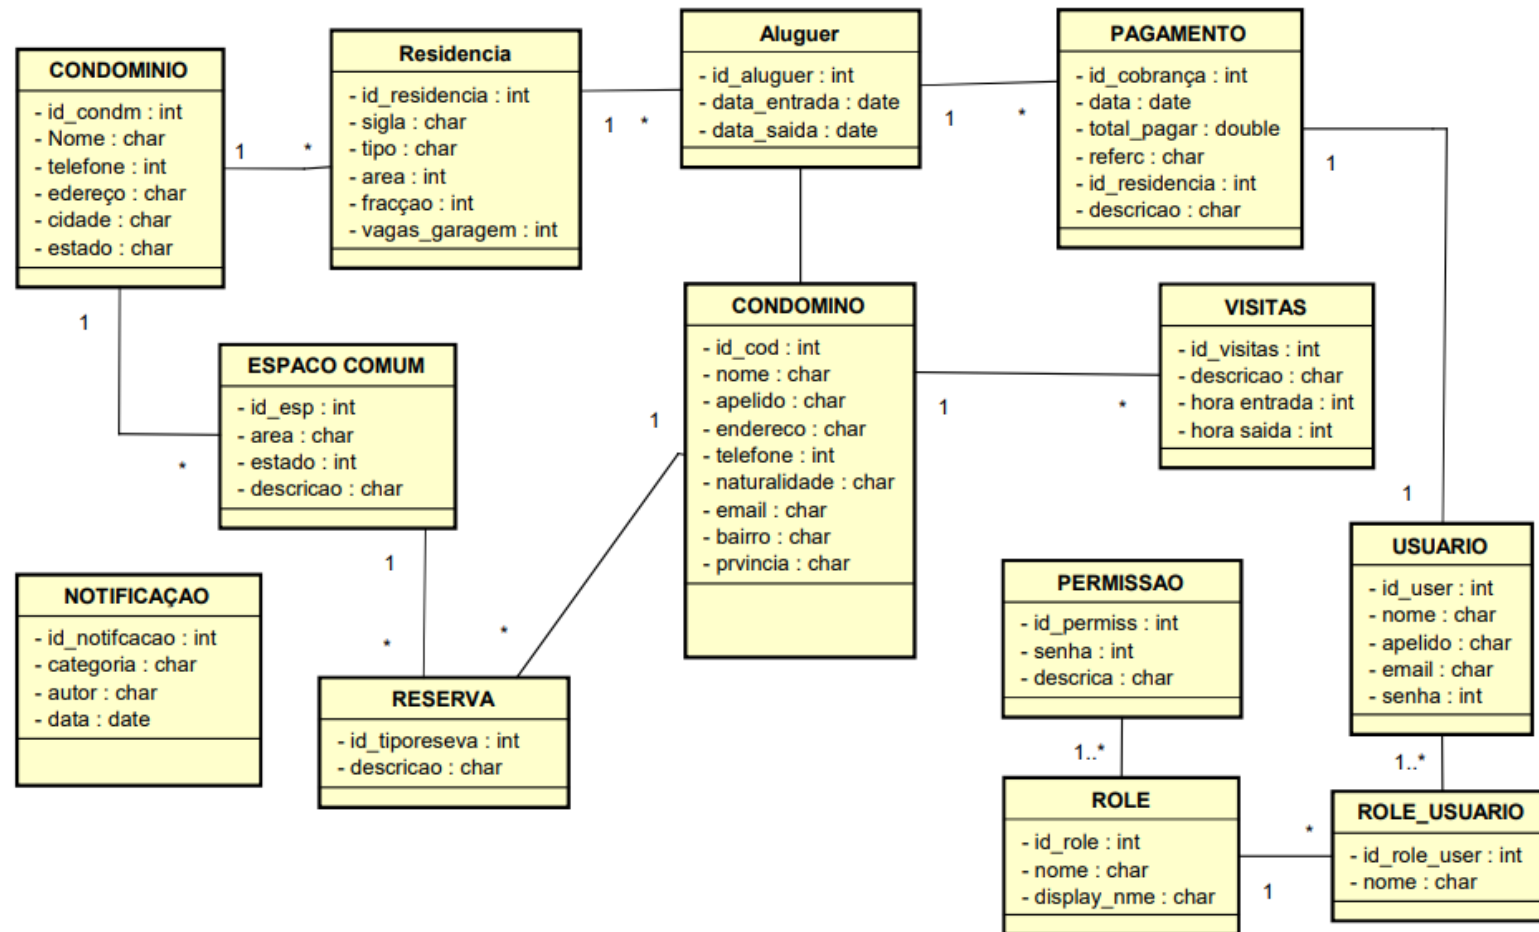 CONDOMINIO
- id_condm : int
- Nome : char
- telefone : int
- edereço : char
- cidade : char
- estado : char
1
*
Residencia
- id_residencia : int
- sigla : char
- tipo : char
- area : int
- fracçao : int
- vagas_garagem : int
1
*
Aluguer
- id_aluguer : int
- data_entrada : date
- data_saida : date
1
*
PAGAMENTO
- id_cobrança : int
- data : date
- total_pagar : double
- referc : char
- id_residencia : int
- descricao : char
1
1
1
*
ESPACO COMUM
- id_esp : int
- area : char
- estado : int
- descricao : char
1
*
CONDOMINO
- id_cod : int
- nome : char
- apelido : char
- endereco : char
- telefone : int
- naturalidade : char
- email : char
- bairro : char
- prvincia : char
1
*
1
*
VISITAS
- id_visitas : int
- descricao : char
- hora entrada : int
- hora saida : int
NOTIFICAÇAO
- id_notifcacao : int
- categoria : char
- autor : char
- data : date
RESERVA
- id_tiporeseva : int
- descricao : char
PERMISSAO
- id_permiss : int
- senha : int
- descrica : char
1..*
USUARIO
- id_user : int
- nome : char
- apelido : char
- email : char
- senha : int
1..*
ROLE
- id_role : int
- nome : char
- display_nme : char
1
*
ROLE_USUARIO
- id_role_user : int
- nome : char